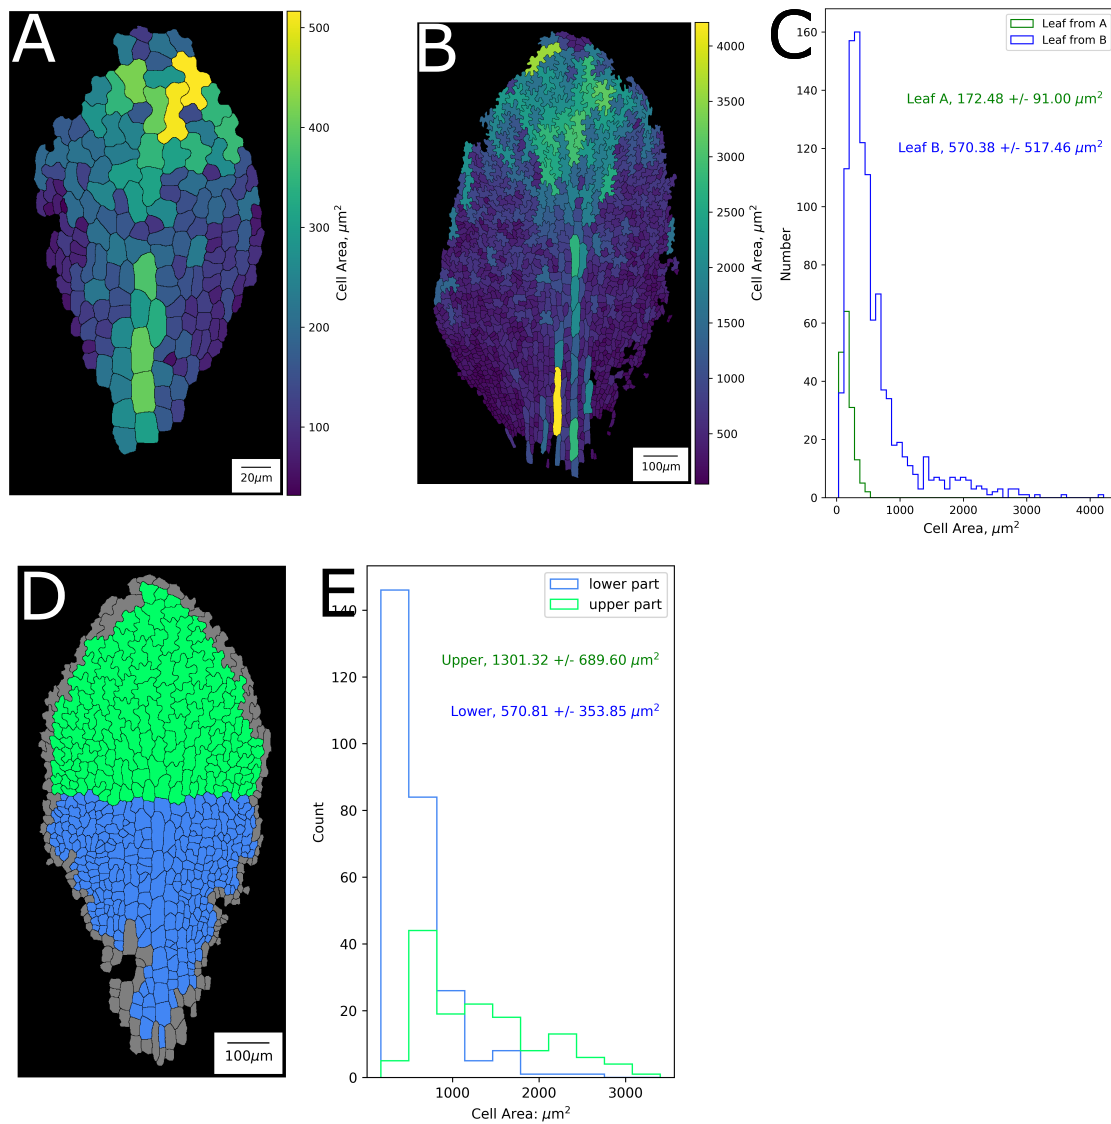 A
500
400
300
200
100
Cell Area, μm²
20μm
B
4000
3500
3000
2500
2000
1500
1000
500
Cell Area, μm²
100μm
C
Leaf from A
Leaf from B
Leaf A, 172.48 +/- 91.00 μm²
Leaf B, 570.38 +/- 517.46 μm²
160
140
120
100
80
60
40
20
0
Number
0 1000 2000 3000 4000
Cell Area, μm²
D
100μm
E
lower part
upper part
Upper, 1301.32 +/- 689.60 μm²
Lower, 570.81 +/- 353.85 μm²
140
120
100
80
60
40
20
0
Count
1000 2000 3000
Cell Area: μm²